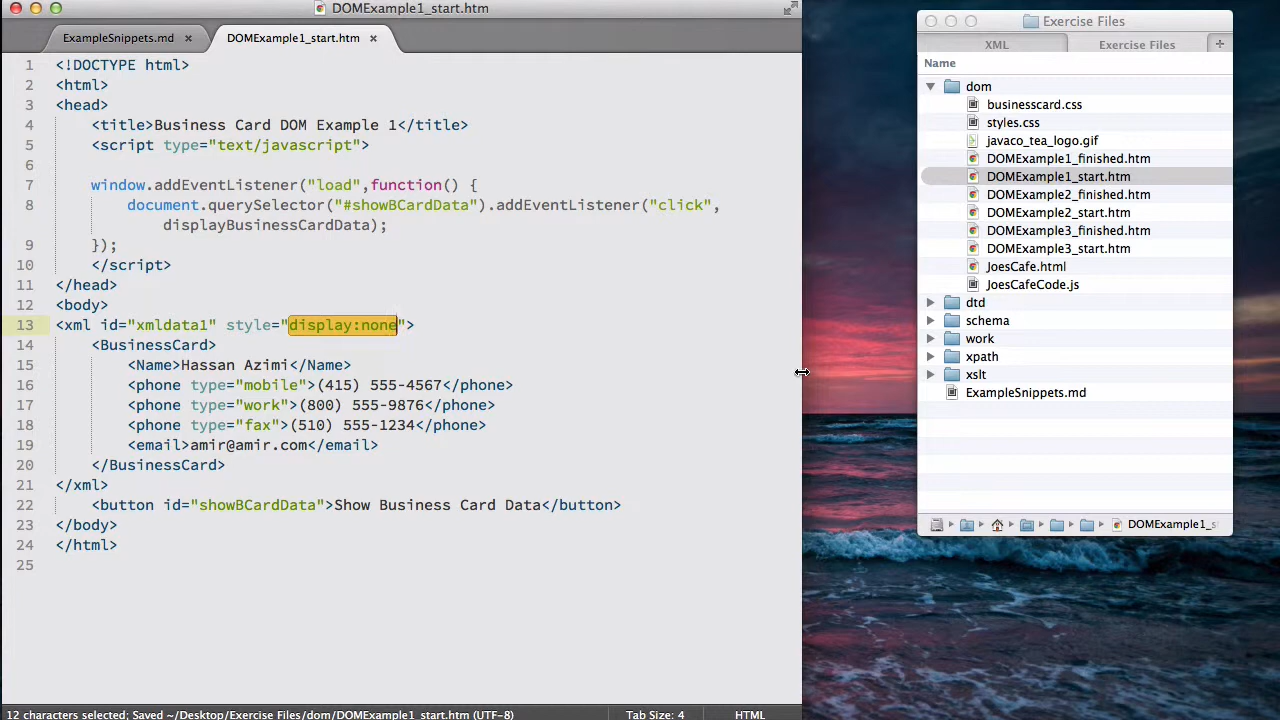 DOMExample1_start.htm
ExampleSnippets.md ×
DOMExample1_start.htm ×
1 <!DOCTYPE html>
2 <html>
3 <head>
4 <title>Business Card DOM Example 1</title>
5 <script type="text/javascript">
6
7 window.addEventListener("load",function() {
8 document.querySelector("#showBCardData").addEventListener("click",
displayBusinessCardData);
9 });
10 </script>
11 </head>
12 <body>
13 <xml id="xmldata1" style="display:none">
14 <BusinessCard>
15 <Name>Hassan Azimi</Name>
16 <phone type="mobile">(415) 555-4567</phone>
17 <phone type="work">(800) 555-9876</phone>
18 <phone type="fax">(510) 555-1234</phone>
19 <email>amir@amir.com</email>
20 </BusinessCard>
21 </xml>
22 <button id="showBCardData">Show Business Card Data</button>
23 </body>
24 </html>
25
12 characters selected; Saved ~/Desktop/Exercise Files/dom/DOMExample1_start.htm (UTF-8)
Tab Size: 4
HTML
Exercise Files
XML
Exercise Files
+
Name
dom
businesscard.css
styles.css
javaco_tea_logo.gif
DOMExample1_finished.htm
DOMExample1_start.htm
DOMExample2_finished.htm
DOMExample2_start.htm
DOMExample3_finished.htm
DOMExample3_start.htm
JoesCafe.html
JoesCafeCode.js
dtd
schema
work
xpath
xslt
ExampleSnippets.md
DOMExample1_s